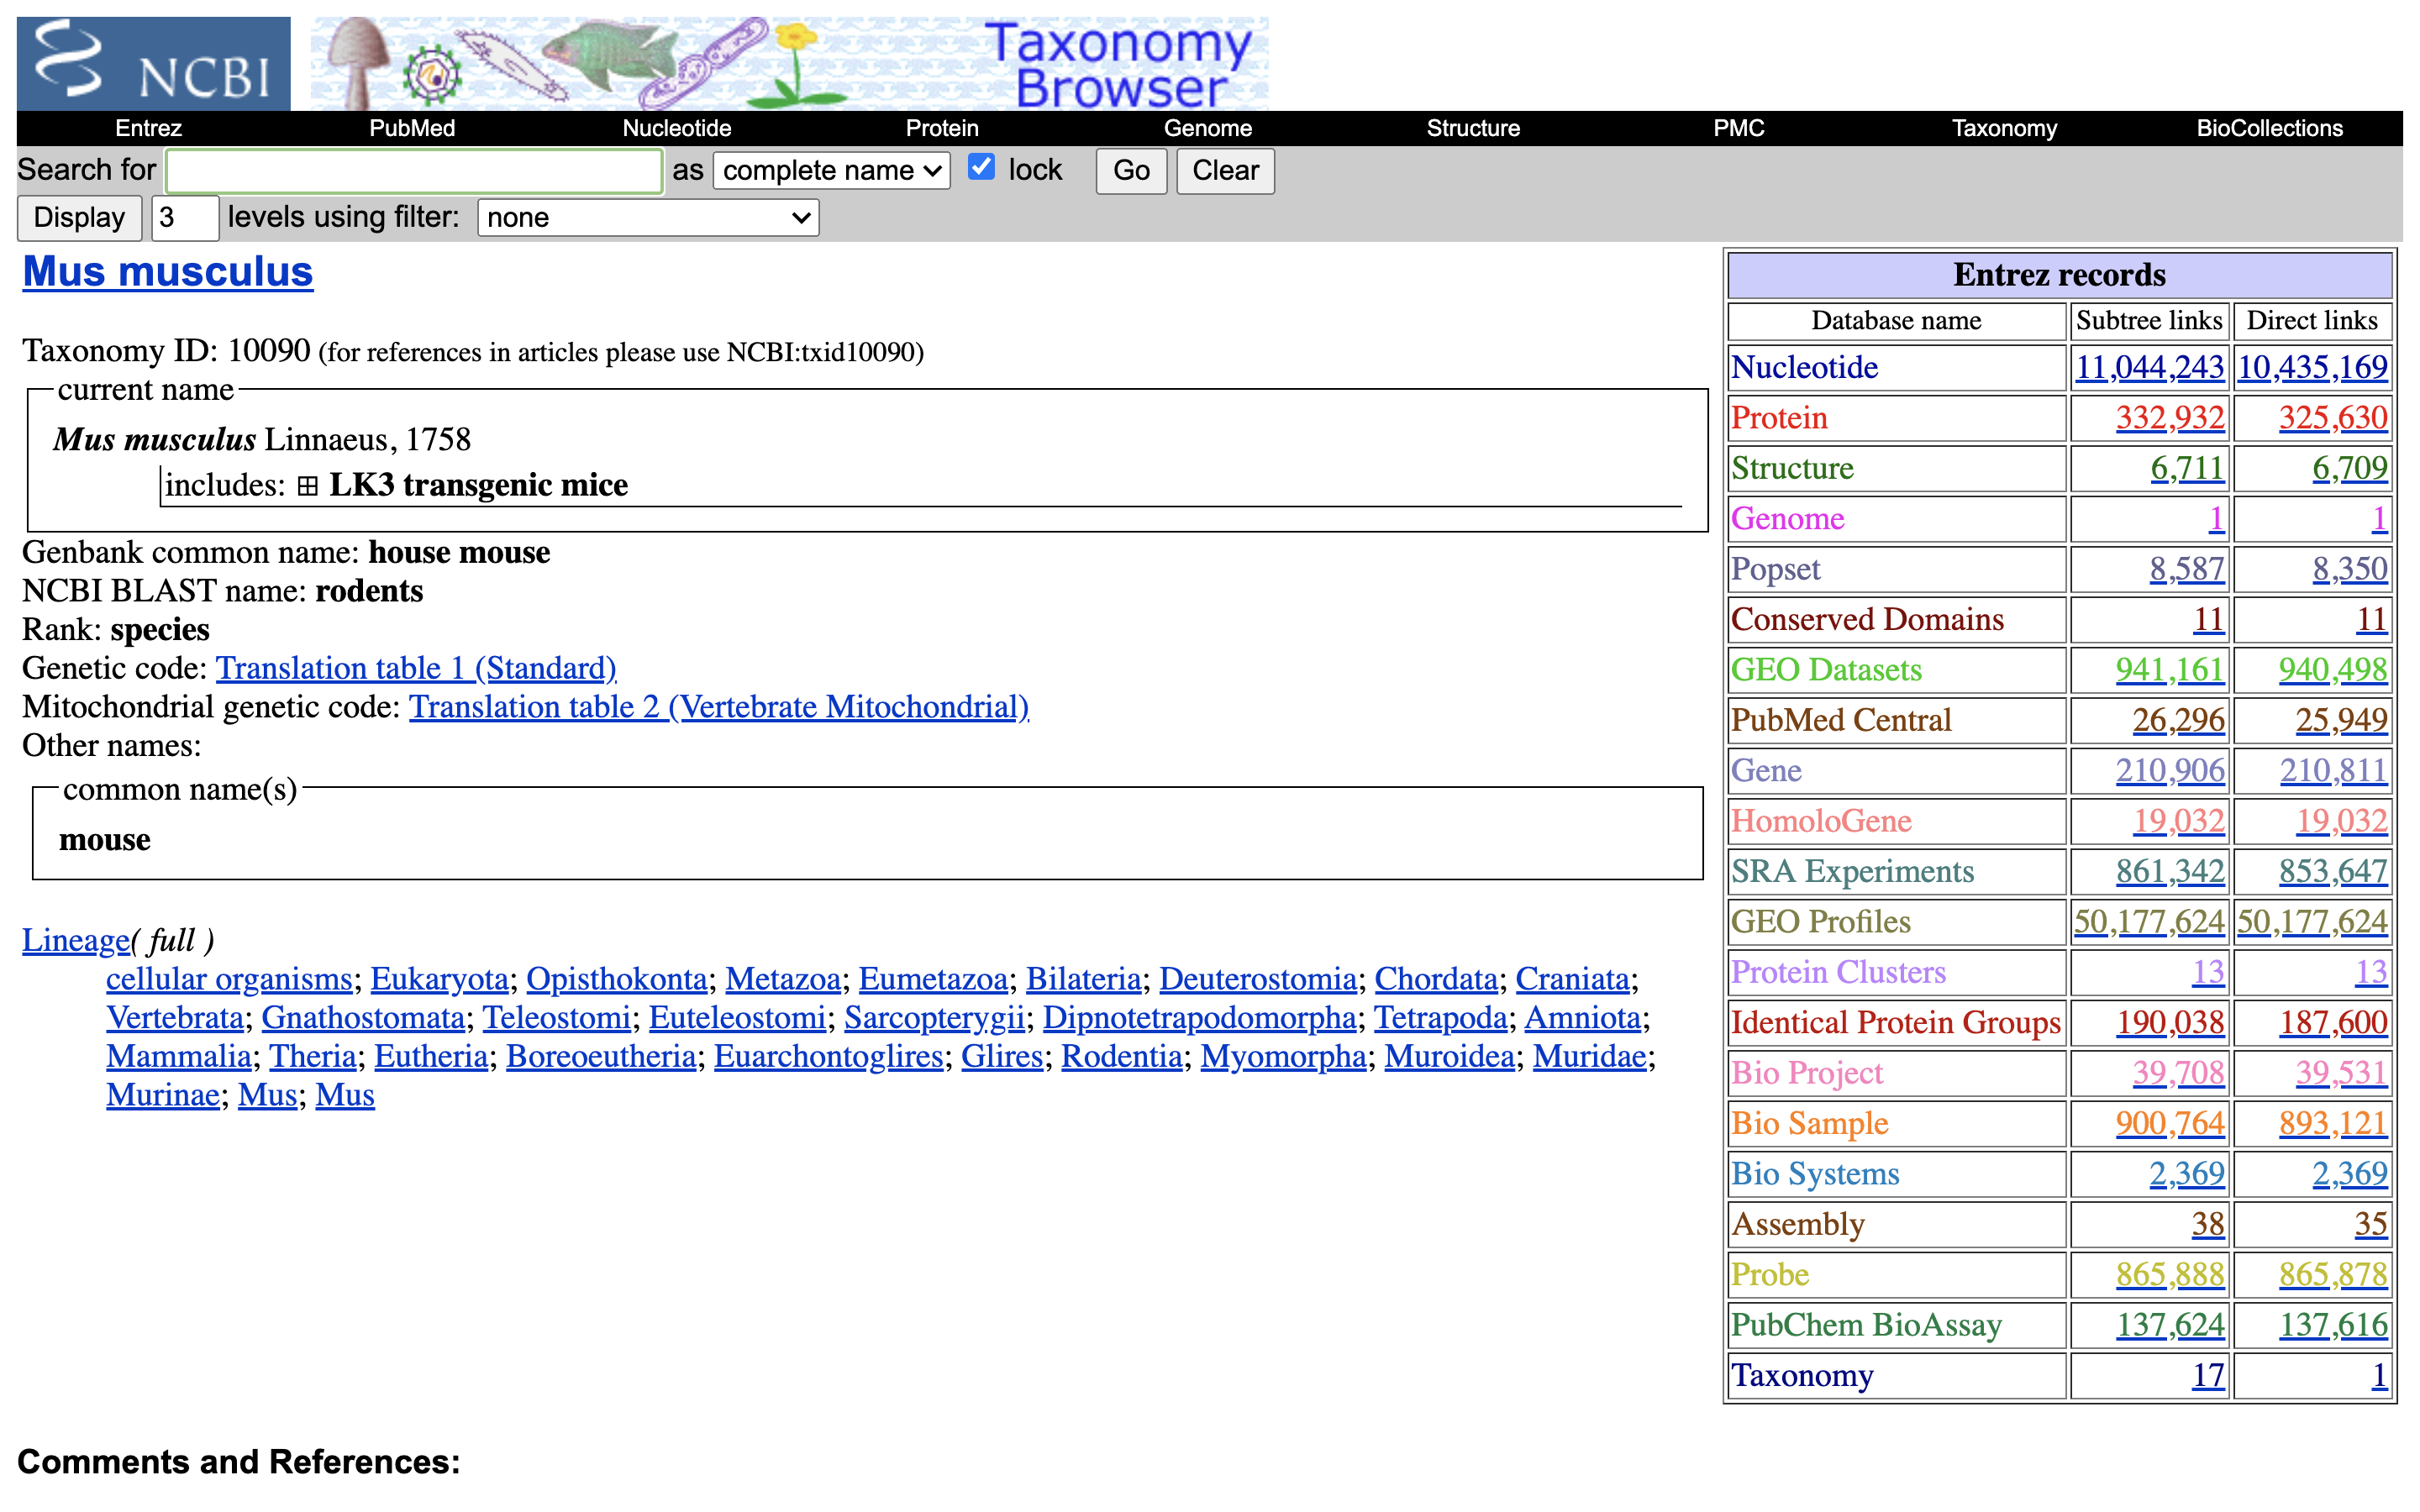 NCBI
Taxonomy
Browser
Entrez PubMed Nucleotide Protein Genome Structure PMC Taxonomy BioCollections
Search for as complete name lock Go Clear
Display 3 levels using filter: none
Mus musculus
Taxonomy ID: 10090 (for references in articles please use NCBI:txid10090)
current name
Mus musculus Linnaeus, 1758
includes: ⊞ LK3 transgenic mice
Genbank common name: house mouse
NCBI BLAST name: rodents
Rank: species
Genetic code: Translation table 1 (Standard)
Mitochondrial genetic code: Translation table 2 (Vertebrate Mitochondrial)
Other names:
common name(s)
mouse
Lineage( full )
cellular organisms; Eukaryota; Opisthokonta; Metazoa; Eumetazoa; Bilateria; Deuterostomia; Chordata; Craniata;
Vertebrata; Gnathostomata; Teleostomi; Euteleostomi; Sarcopterygii; Dipnotetrapodomorpha; Tetrapoda; Amniota;
Mammalia; Theria; Eutheria; Boreoeutheria; Euarchontoglires; Glires; Rodentia; Myomorpha; Muroidea; Muridae;
Murinae; Mus; Mus
Entrez records
Database name Subtree links Direct links
Nucleotide 11,044,243 10,435,169
Protein 332,932 325,630
Structure 6,711 6,709
Genome 1 1
Popset 8,587 8,350
Conserved Domains 11 11
GEO Datasets 941,161 940,498
PubMed Central 26,296 25,949
Gene 210,906 210,811
HomoloGene 19,032 19,032
SRA Experiments 861,342 853,647
GEO Profiles 50,177,624 50,177,624
Protein Clusters 13 13
Identical Protein Groups 190,038 187,600
Bio Project 39,708 39,531
Bio Sample 900,764 893,121
Bio Systems 2,369 2,369
Assembly 38 35
Probe 865,888 865,878
PubChem BioAssay 137,624 137,616
Taxonomy 17 1
Comments and References: